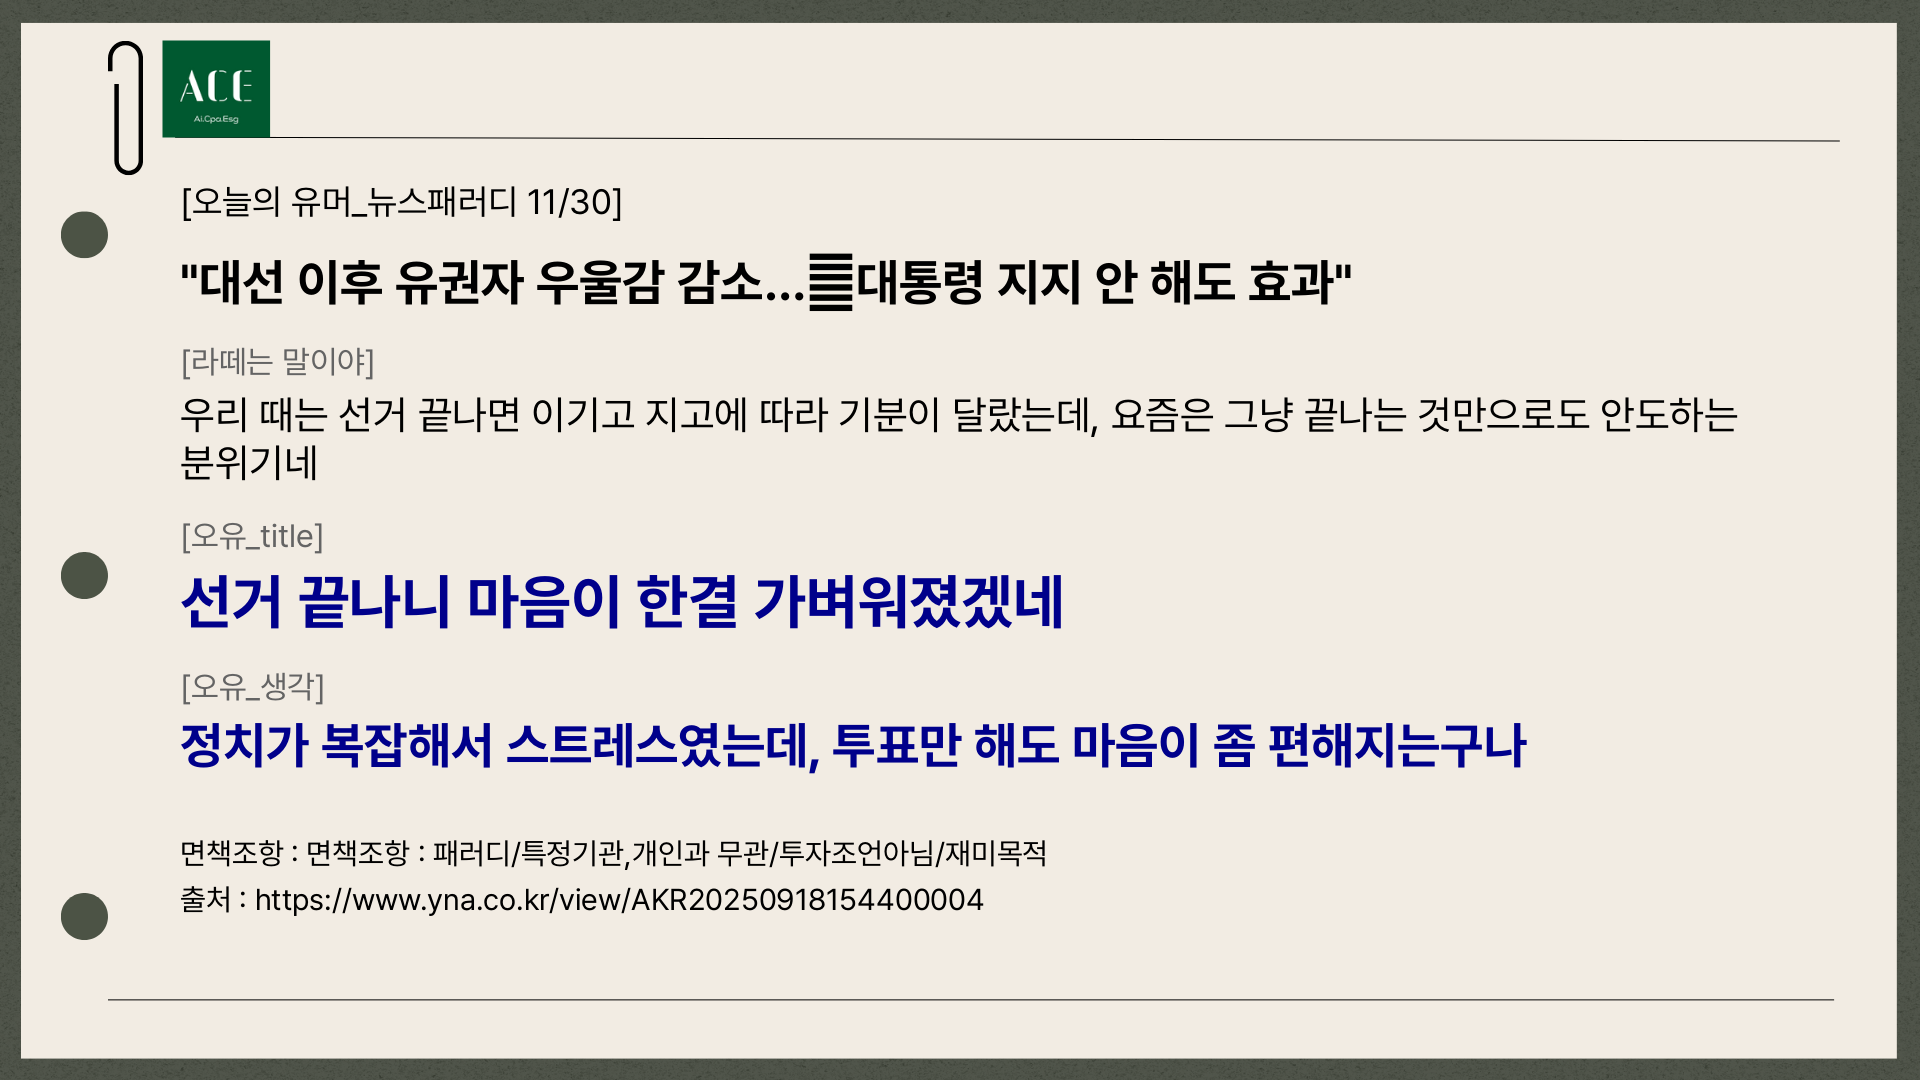 ACE
Ai.Cpa.Esg
[오늘의 유머_뉴스패러디 11/30]
"대선 이후 유권자 우울감 감소...대통령 지지 안 해도 효과"
[라떼는 말이야]
우리 때는 선거 끝나면 이기고 지고에 따라 기분이 달랐는데, 요즘은 그냥 끝나는 것만으로도 안도하는
분위기네
[오유_title]
선거 끝나니 마음이 한결 가벼워졌겠네
[오유_생각]
정치가 복잡해서 스트레스였는데, 투표만 해도 마음이 좀 편해지는구나
면책조항 : 면책조항 : 패러디/특정기관,개인과 무관/투자조언아님/재미목적
출처 : https://www.yna.co.kr/view/AKR20250918154400004